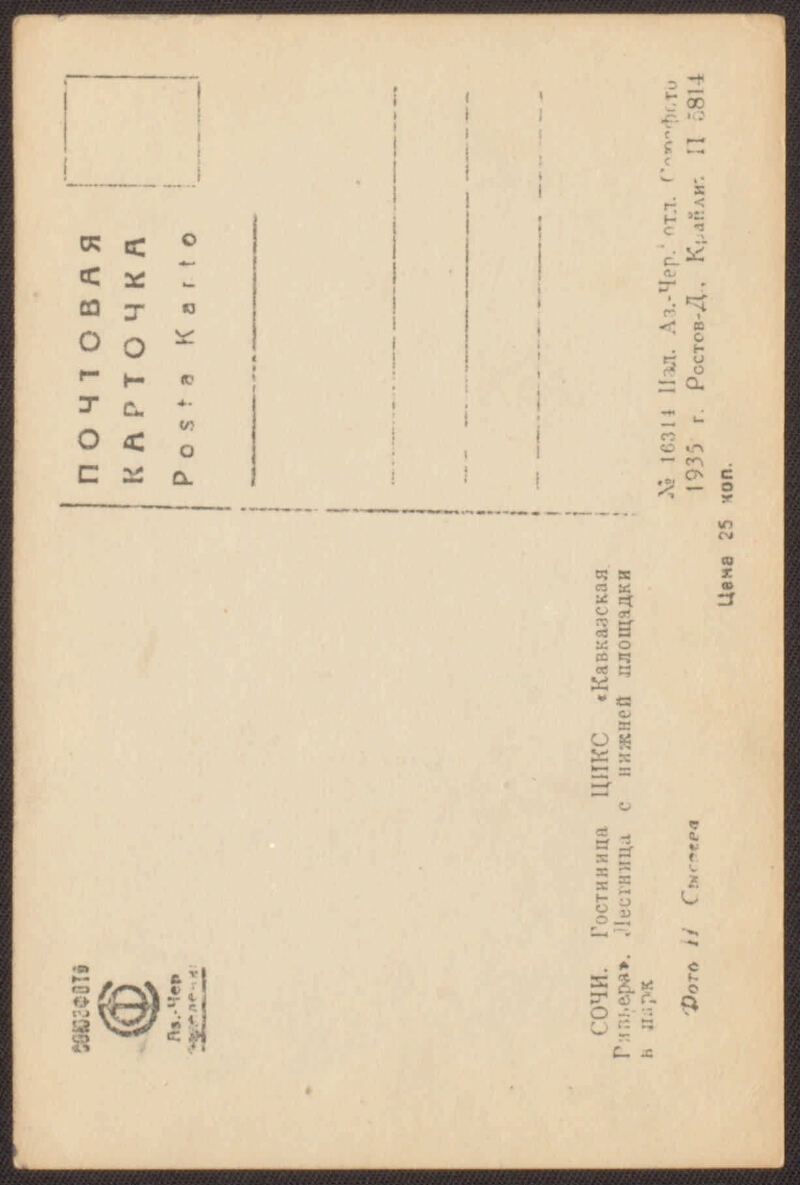 СОЮЗФОТО
Аз.-Чер
отделение
ПОЧТОВАЯ
КАРТОЧКА
Posta Karto
СОЧИ. Гостиница ЦИКС «Кавказская
Ривьера». Лестница с нижней площадки
в парк
Фото И Сысоева
№ 16314 Изд. Аз.-Чер. отд. Союзфото
1935 г. Ростов-Д., Крайлит П 5814
Цена 25 коп.